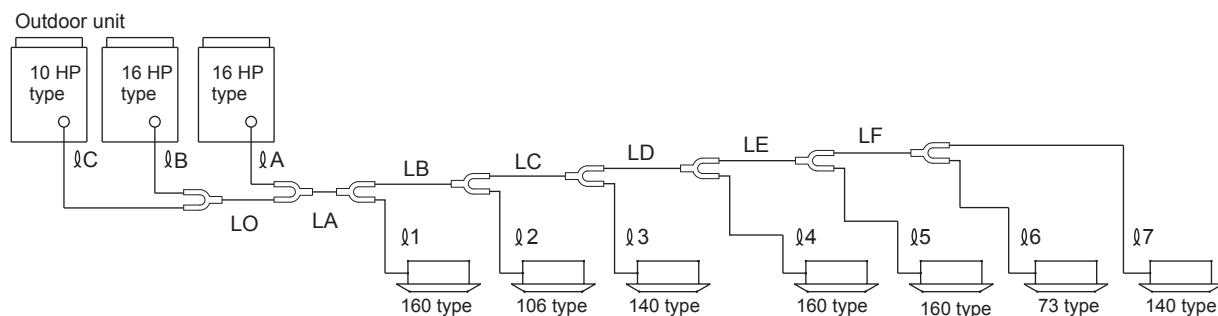 Outdoor unit
10 HP type
16 HP type
16 HP type
ℓC
ℓB
ℓA
LO
LA
LB
LC
LD
LE
LF
ℓ1
ℓ2
ℓ3
ℓ4
ℓ5
ℓ6
ℓ7
160 type
106 type
140 type
160 type
160 type
73 type
140 type